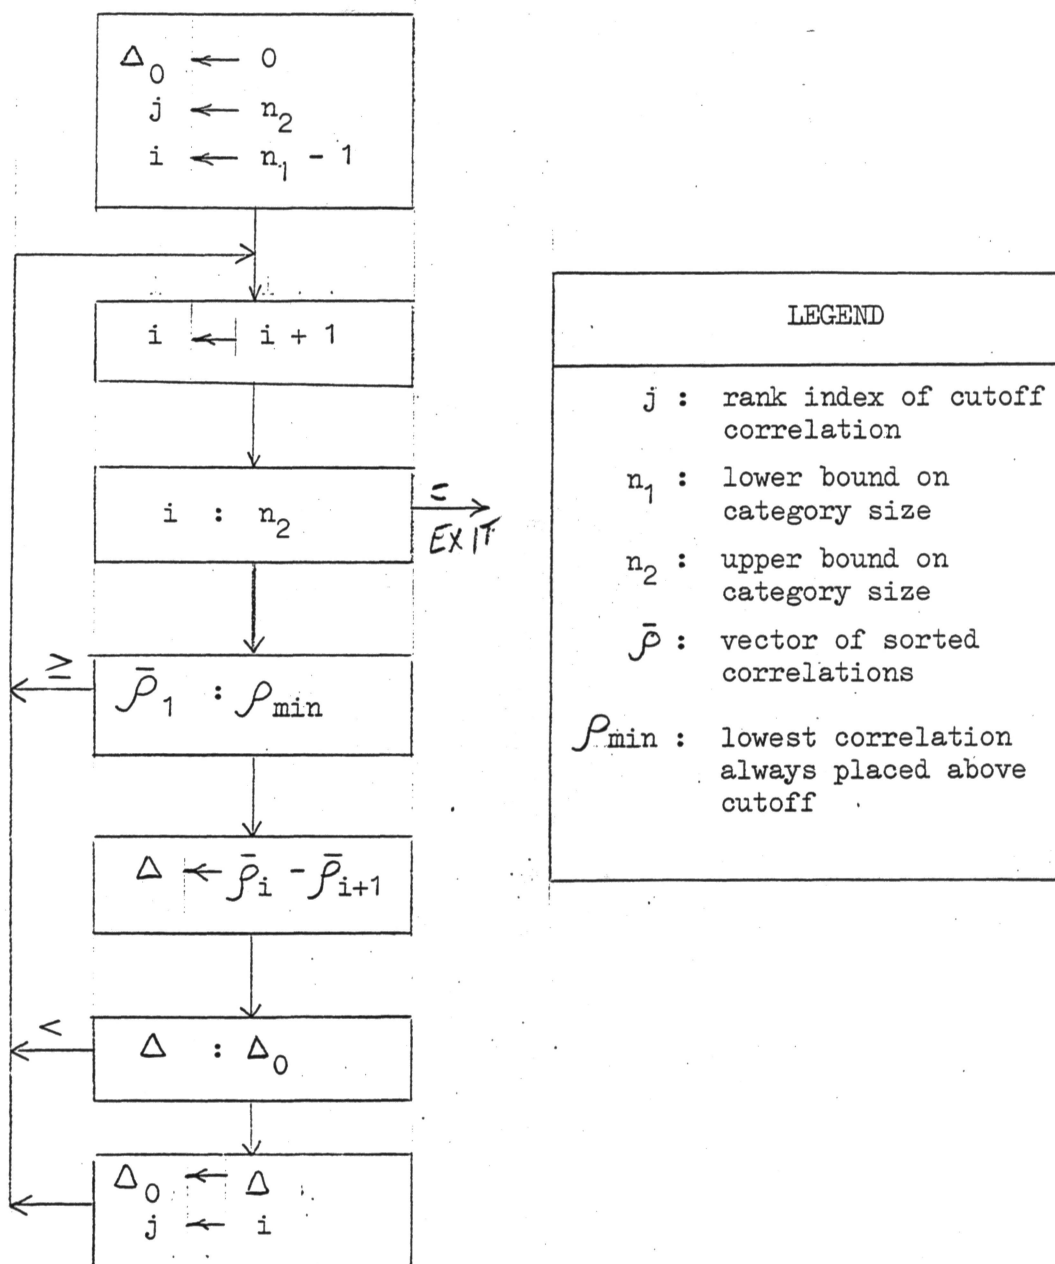 Δ₀ ← 0
j ← n₂
i ← n₁ - 1
i ← i + 1
i : n₂
=
EXIT
≥
ρ̄₁ : ρmin
Δ ← ρ̄i - ρ̄i+1
<
Δ : Δ₀
Δ₀ ← Δ
j ← i
LEGEND
j : rank index of cutoff
correlation
n₁ : lower bound on
category size
n₂ : upper bound on
category size
ρ̄ : vector of sorted
correlations
ρmin : lowest correlation
always placed above
cutoff